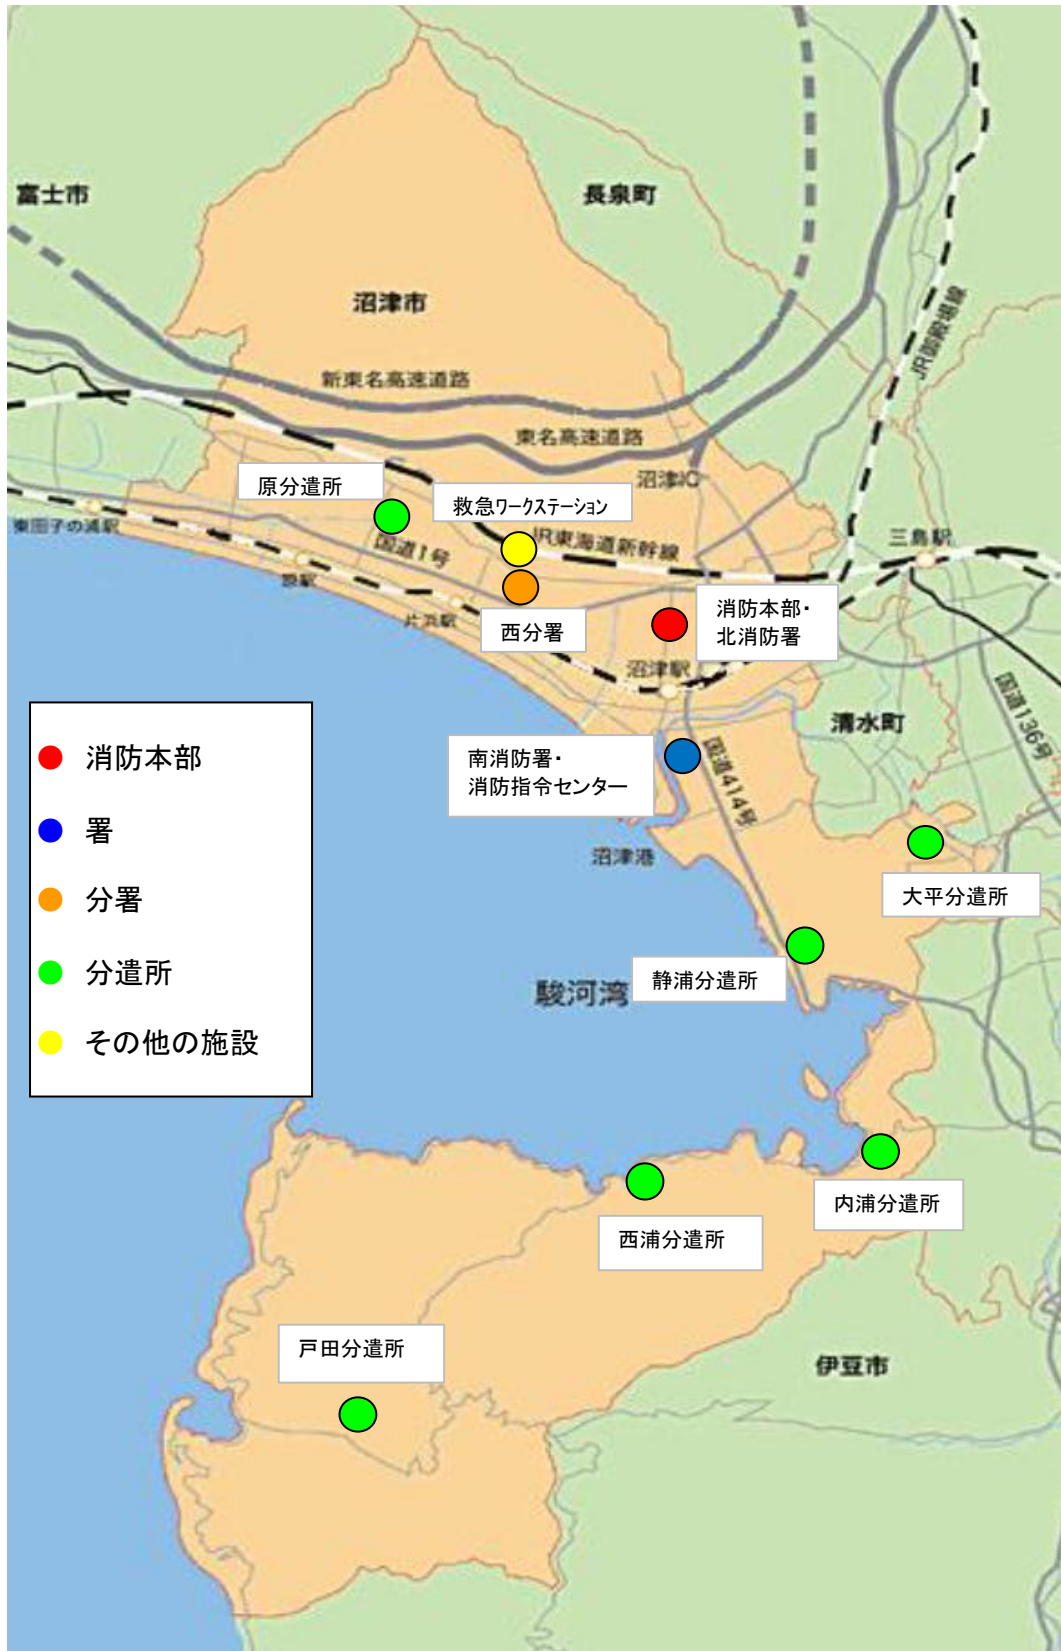 富士市
長泉町
沼津市
JR御殿場線
新東名高速道路
東名高速道路
沼津IC
原分遣所
救急ワークステーション
東田子の浦駅
国道1号
JR東海道新幹線
三島駅
原駅
片浜駅
西分署
消防本部・
北消防署
沼津駅
国道136号
清水町
南消防署・
消防指令センター
国道414号
消防本部
署
分署
分遣所
その他の施設
沼津港
大平分遣所
静浦分遣所
駿河湾
内浦分遣所
西浦分遣所
戸田分遣所
伊豆市